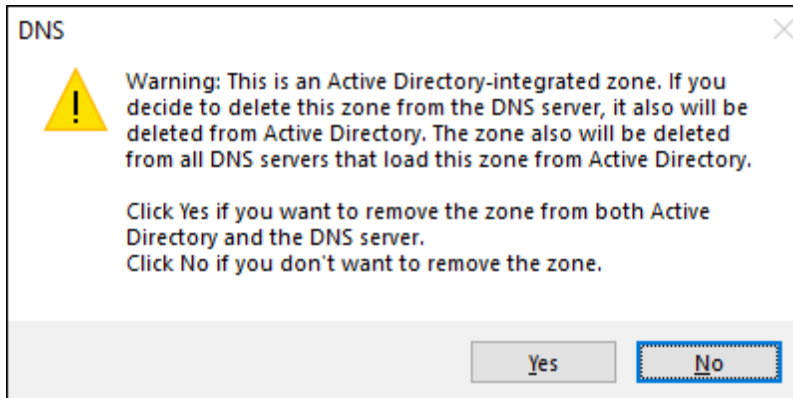 DNS
Warning: This is an Active Directory-integrated zone. If you
decide to delete this zone from the DNS server, it also will be
deleted from Active Directory. The zone also will be deleted
from all DNS servers that load this zone from Active Directory.
Click Yes if you want to remove the zone from both Active
Directory and the DNS server.
Click No if you don't want to remove the zone.
Yes No